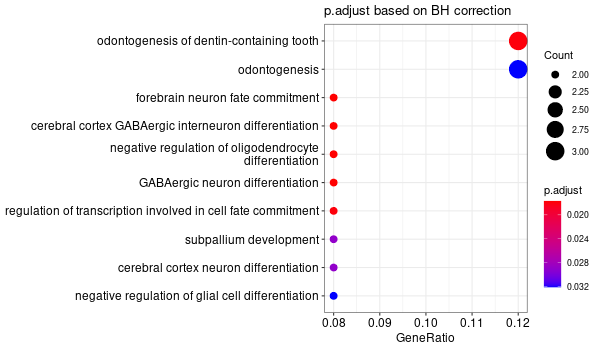 p.adjust based on BH correction
odontogenesis of dentin-containing tooth
odontogenesis
forebrain neuron fate commitment
cerebral cortex GABAergic interneuron differentiation
negative regulation of oligodendrocyte
differentiation
GABAergic neuron differentiation
regulation of transcription involved in cell fate commitment
subpallium development
cerebral cortex neuron differentiation
negative regulation of glial cell differentiation
0.08 0.09 0.10 0.11 0.12
GeneRatio
Count
2.00
2.25
2.50
2.75
3.00
p.adjust
0.020
0.024
0.028
0.032